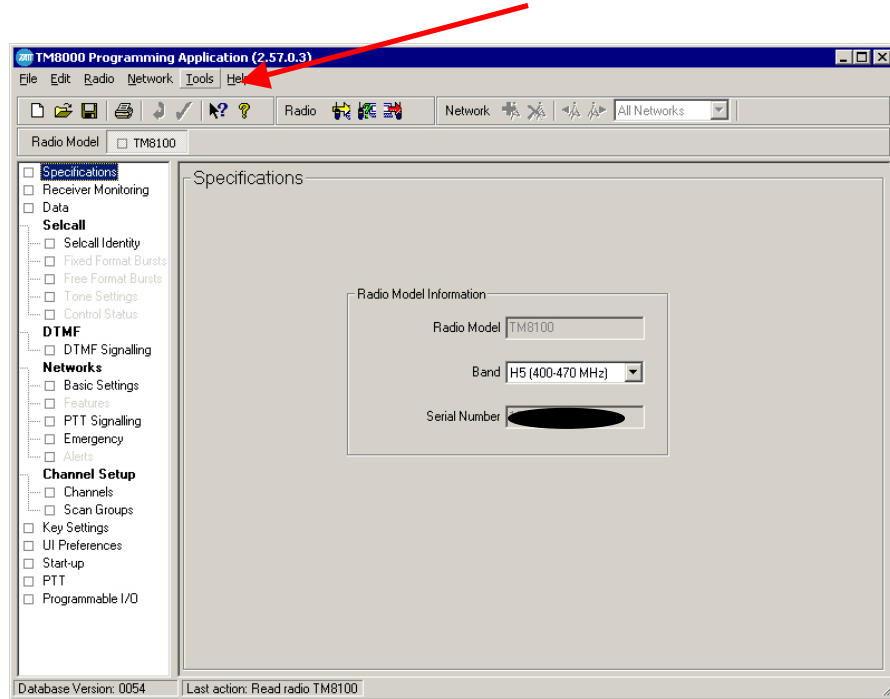 TM8000 Programming Application (2.57.0.3)
File Edit Radio Network Tools Help
Radio Network All Networks
Radio Model TM8100
Specifications
Receiver Monitoring
Data
Selcall
Selcall Identity
Fixed Format Bursts
Free Format Bursts
Tone Settings
Control Status
DTMF
DTMF Signalling
Networks
Basic Settings
Features
PTT Signalling
Emergency
Alerts
Channel Setup
Channels
Scan Groups
Key Settings
UI Preferences
Start-up
PTT
Programmable I/O
Specifications
Radio Model Information
Radio Model TM8100
Band H5 (400-470 MHz)
Serial Number
Database Version: 0054 Last action: Read radio TM8100